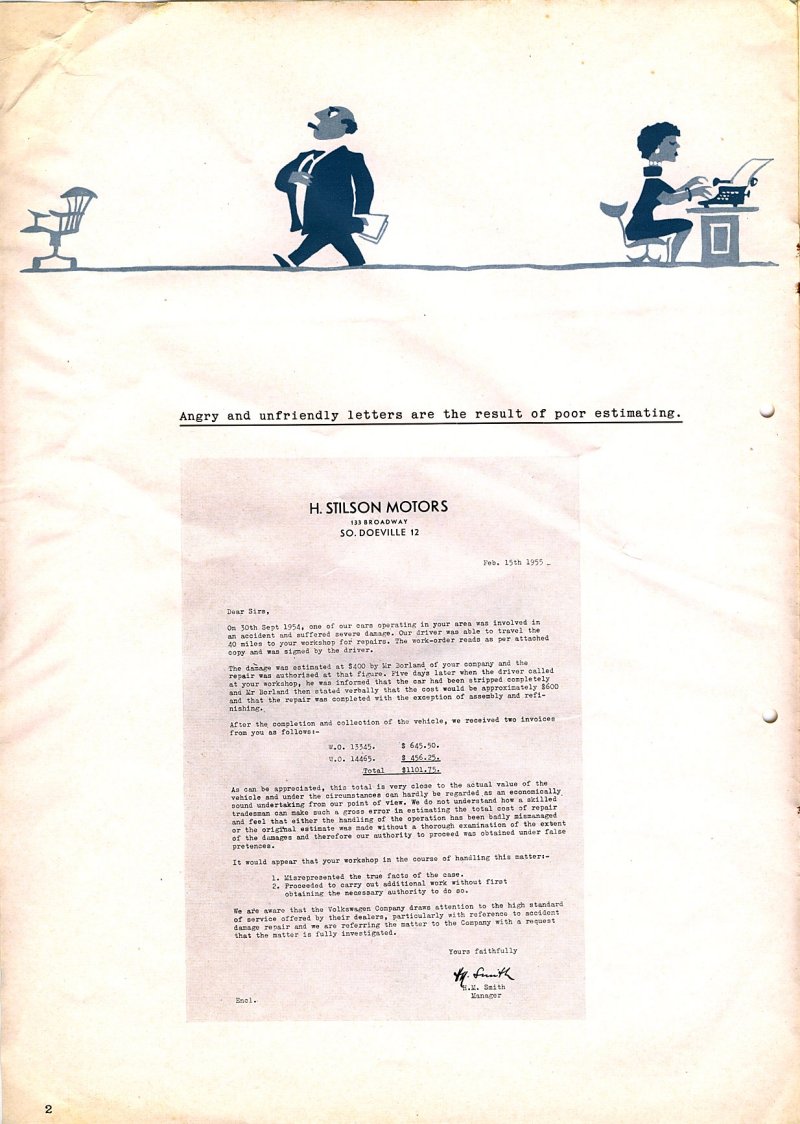 Angry and unfriendly letters are the result of poor estimating.
H. STILSON MOTORS
133 BROADWAY
SO. DOEVILLE 12
Feb. 15th 1955
Dear Sirs,
On 30th Sept 1954, one of our cars operating in your area was involved in
an accident and suffered severe damage. Our driver was able to travel the
40 miles to your workshop for repairs. The work-order reads as per attached
copy and was signed by the driver.
The damage was estimated at $400 by Mr Borland of your company and the
repair was authorised at that figure. Five days later when the driver called
at your workshop, he was informed that the car had been stripped completely
and Mr Borland then stated verbally that the cost would be approximately $600
and that the repair was completed with the exception of assembly and refi-
nishing.
After the completion and collection of the vehicle, we received two invoices
from you as follows:-
W.O. 13345. $ 645.50.
W.O. 14465. $ 456.25.
Total $1101.75.
As can be appreciated, this total is very close to the actual value of the
vehicle and under the circumstances can hardly be regarded as an economically
sound undertaking from our point of view. We do not understand how a skilled
tradesman can make such a gross error in estimating the total cost of repair
and feel that either the handling of the operation has been badly mismanaged
or the original estimate was made without a thorough examination of the extent
of the damages and therefore our authority to proceed was obtained under false
pretences.
It would appear that your workshop in the course of handling this matter:-
1. Misrepresented the true facts of the case.
2. Proceeded to carry out additional work without first
obtaining the necessary authority to do so.
We are aware that the Volkswagen Company draws attention to the high standard
of service offered by their dealers, particularly with reference to accident
damage repair and we are referring the matter to the Company with a request
that the matter is fully investigated.
Yours faithfully
H. Smith
H.M. Smith
Manager
Encl.
2